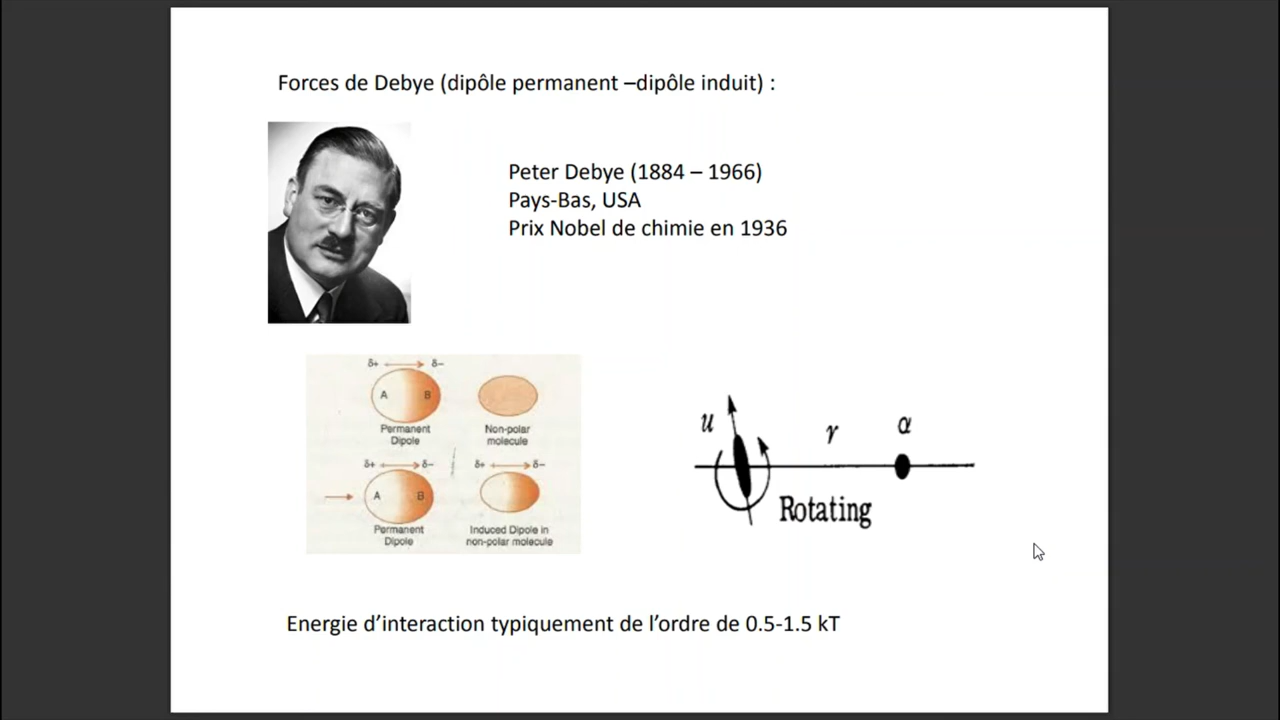 Forces de Debye (dipôle permanent –dipôle induit) :
Peter Debye (1884 – 1966)
Pays-Bas, USA
Prix Nobel de chimie en 1936
δ+ δ–
A B
Permanent
Dipole
Non-polar
molecule
δ+ δ–
A B
Permanent
Dipole
δ+ δ–
Induced Dipole in
non-polar molecule
u r α
Rotating
Energie d’interaction typiquement de l’ordre de 0.5-1.5 kT